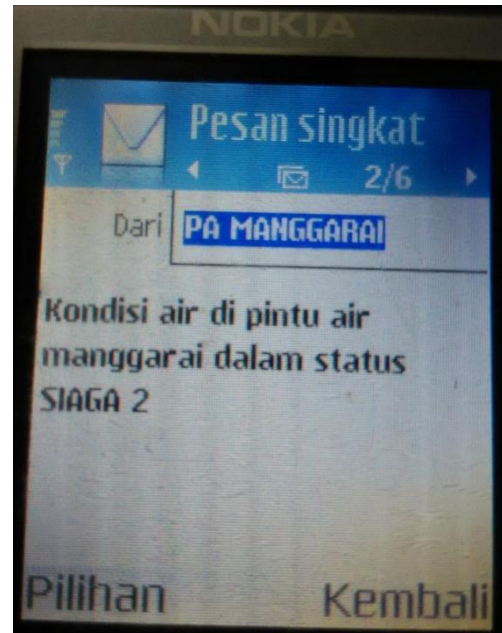 NOKIA
Pesan singkat
2/6
Dari PA MANGGARAI
Kondisi air di pintu air
manggarai dalam status
SIAGA 2
Pilihan Kembali